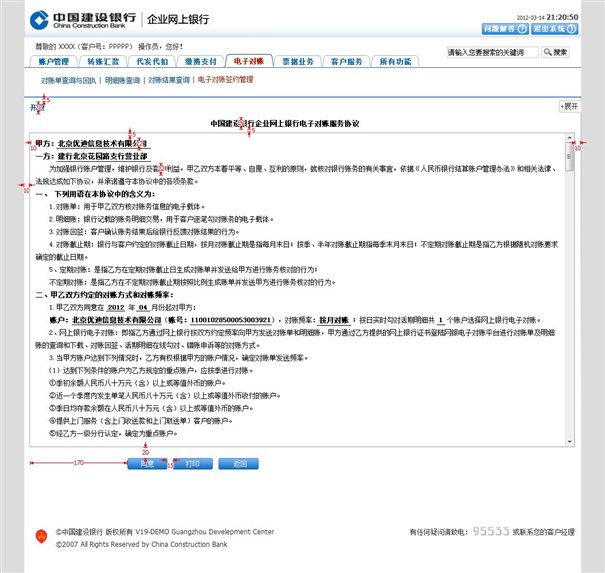 中国建设银行 企业网上银行
China Construction Bank
2012-03-14 21:20:50
问题解答 退出系统
尊敬的 XXXX（客户号：PPPPP） 操作员，您好！
请输入您要搜索的关键词 搜索
账户管理 转账汇款 代发代扣 缴费支付 电子对账 票据业务 客户服务 所有功能
对账单查询与回执 | 明细账查询 | 对账结果查询 | 电子对账签约管理
5
展开
中国建设银行企业网上银行电子对账服务协议
5
5
甲方：北京优迪信息技术有限公司
10 10
一方：建行北京花园路支行营业部
为加强银行账户管理，维护银行及客户利益，甲乙双方本着平等、自愿、互利的原则，就核对银行账务的有关事宜，依据《人民币银行结算账户管理办法》和相关法律、
法规达成如下协议，并承诺遵守本协议中的各项条款。
10
一、 下列用语在本协议中的含义为：
1.对账单：用于甲乙双方核对账务信息的电子载体。
2.明细账：银行记载的账务明细交易，用于客户逐笔勾对账务的电子载体。
3.对账回签：客户确认账务结果后给银行反馈对账结果的行为。
4.对账截止日期：银行与客户约定的对账截止日期，按月对账截止日期是指每月末日；按季、半年对账截止日期指每季末月末日；不定期对账截止日期是指乙方根据随机对账要求
确定的截止日期。
5、定期对账：是指乙方在定期对账截止日生成对账单并发送给甲方进行账务核对的行为；
不定期对账：是指乙方在不定期对账截止期按照比例生成对账单并发送甲方进行账务核对的行为。
二、甲乙双方约定的对账方式和对账频率：
1.甲乙双方同意在 2012 年 04 月份起对甲方：
账户：北京优迪信息技术有限公司（账号：11001028500053003921），对账频率：按月对账 ；按日实时勾对活期明细共 1 个账户选择网上银行电子对账。
2、网上银行电子对账：即指乙方通过网上银行按双方约定频率向甲方发送对账单和明细账，甲方通过乙方提供的网上银行证书登陆网银电子对账平台进行对账单及明细
账的查询和下载、对账回签、活期明细在线勾对、错账申诉等的对账方式。
3.当甲方账户达到下列情况时，乙方有权根据甲方的账户情况，确定对账单发送频率。
（1）达到下列条件的账户为乙方规定的重点账户，应按季进行对账。
①季初余额人民币八十万元（含）以上或等值外币的账户。
②近一个季度内发生单笔人民币八十万元（含）以上或等值外币收付的账户。
③季日均存款余额在人民币八十万元（含）以上或等值外币的账户。
④提供上门服务（含上门收送款和上门取送单）客户的账户。
⑤经乙方一级分行认定，确定为重点账户。
20
170 同意 15 打印 返回
©中国建设银行 版权所有 V19-DEMO Guangzhou Develepment Center
有任何疑问请致电： 95533 或联系您的客户经理
©2007 All Rights Reserved by China Construction Bank